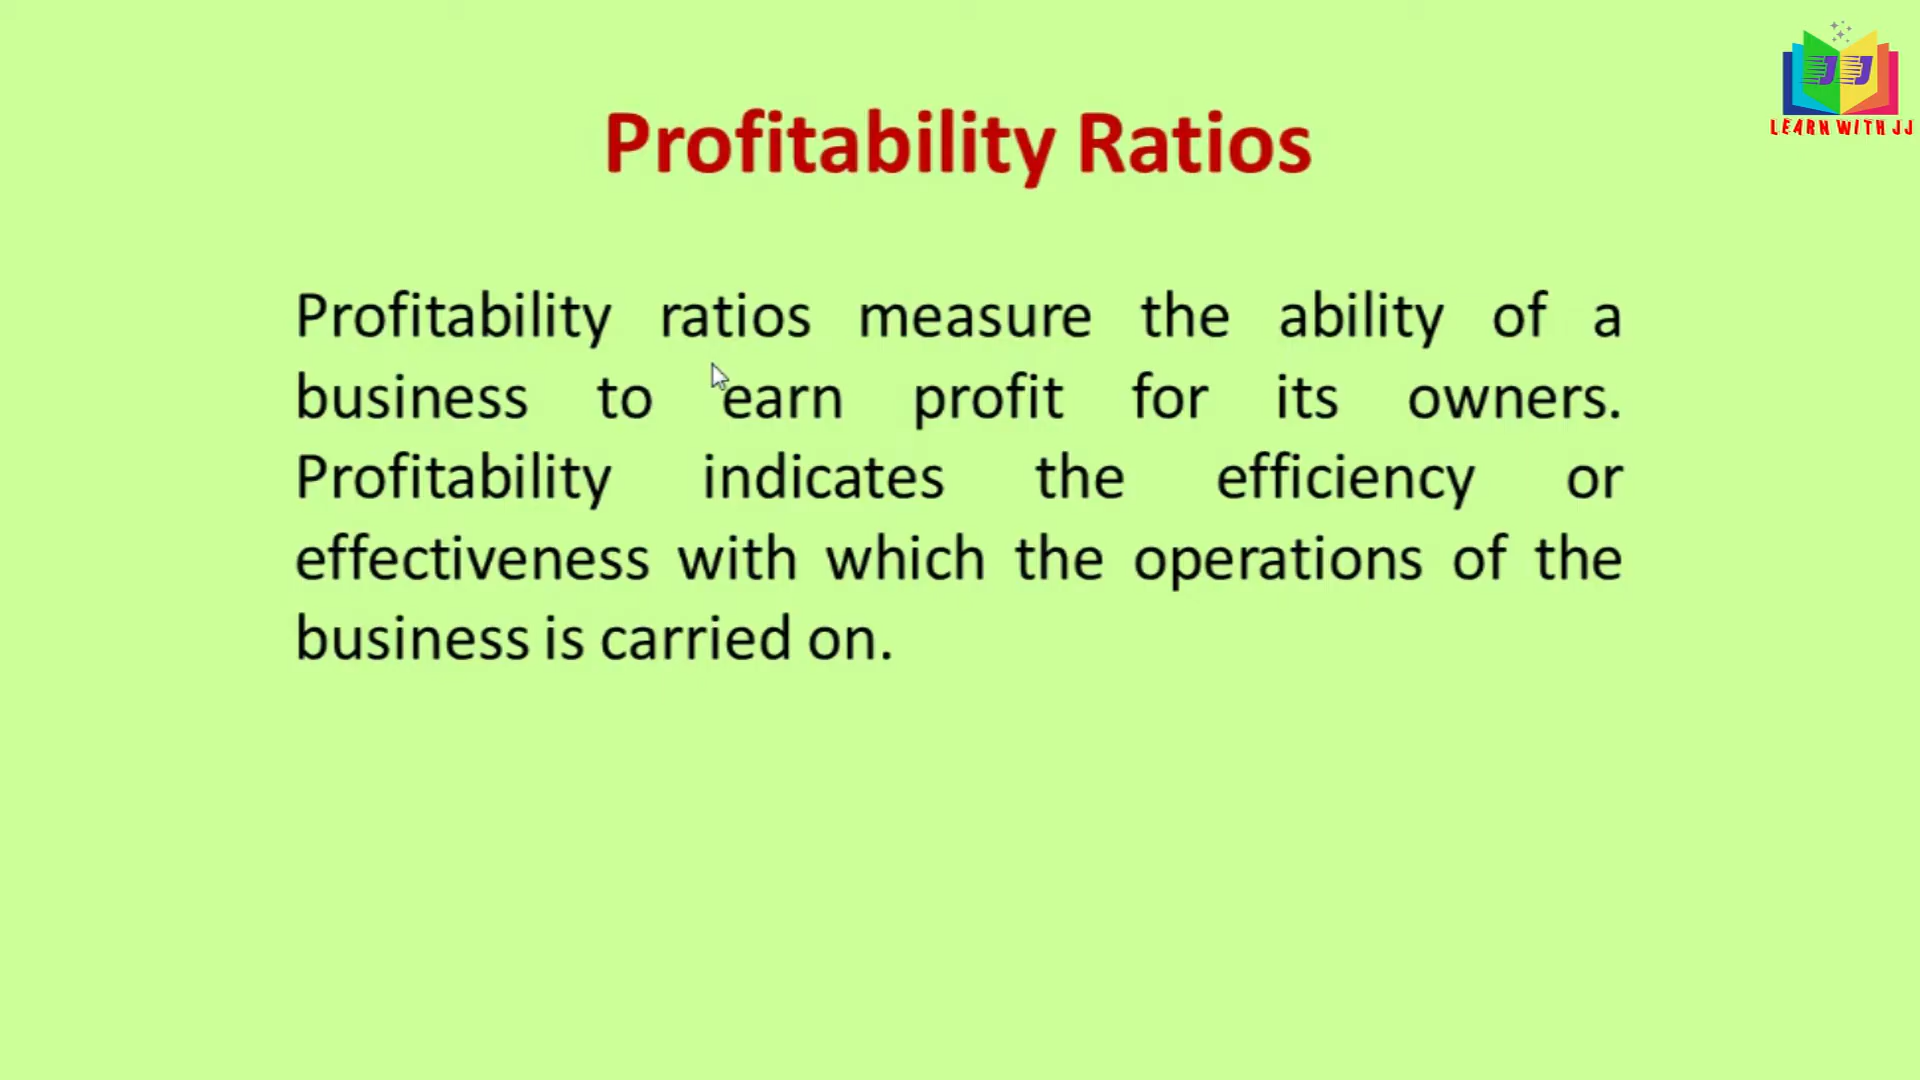 LEARN WITH JJ
Profitability Ratios
Profitability ratios measure the ability of a
business to earn profit for its owners.
Profitability indicates the efficiency or
effectiveness with which the operations of the
business is carried on.